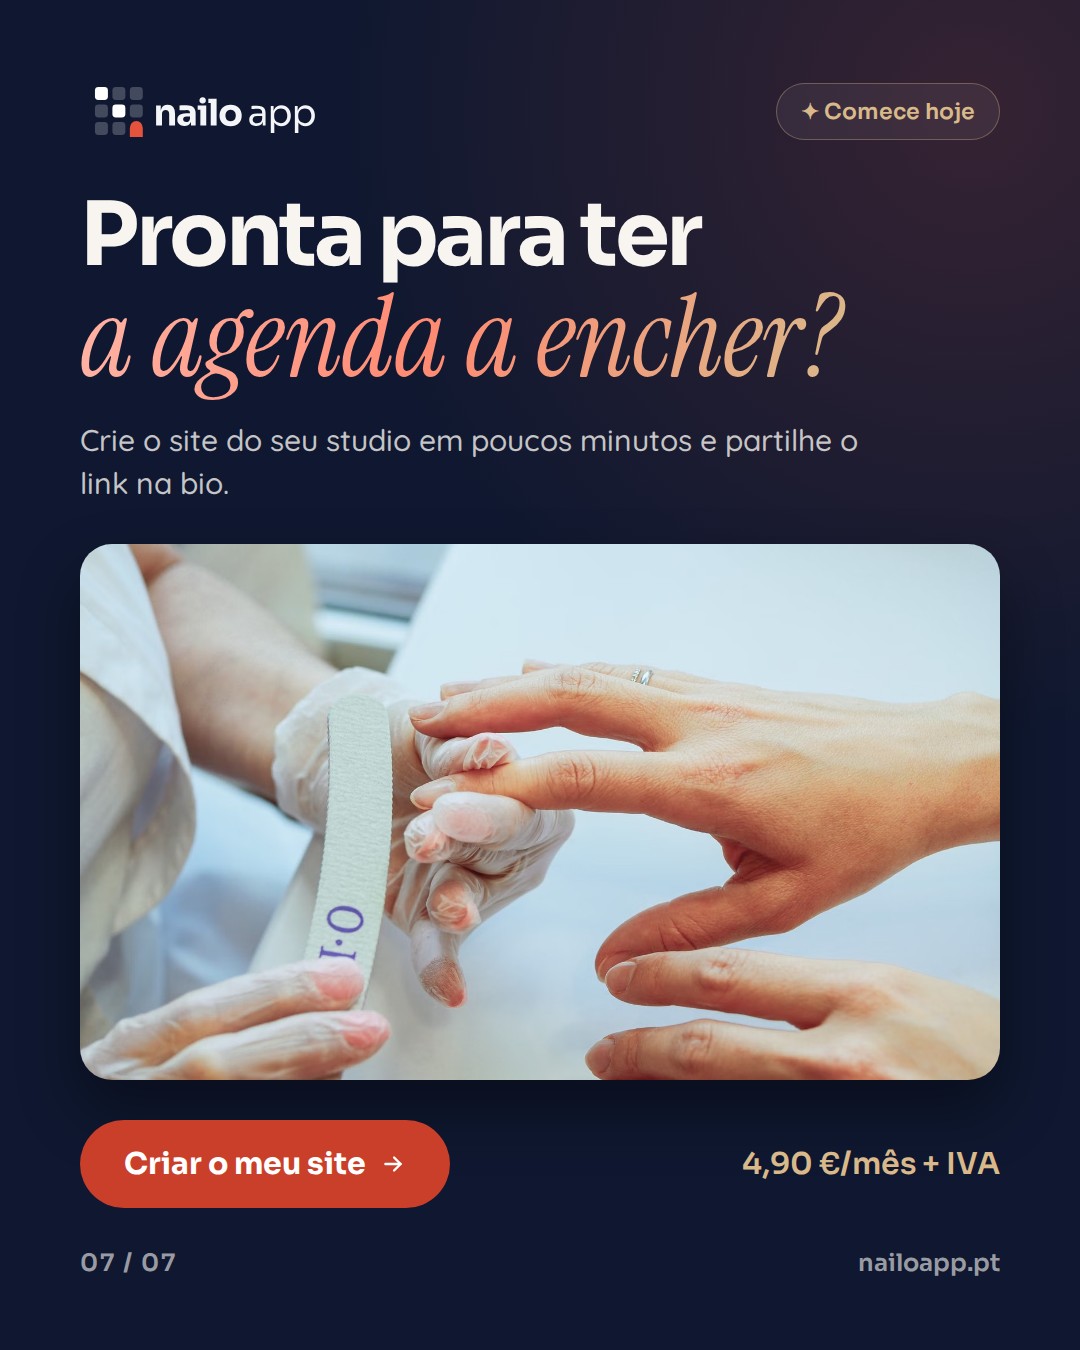 nailo app
✦ Comece hoje
Pronta para ter
a agenda a encher?
Crie o site do seu studio em poucos minutos e partilhe o
link na bio.
O·I
Criar o meu site →
4,90 €/mês + IVA
07 / 07
nailoapp.pt